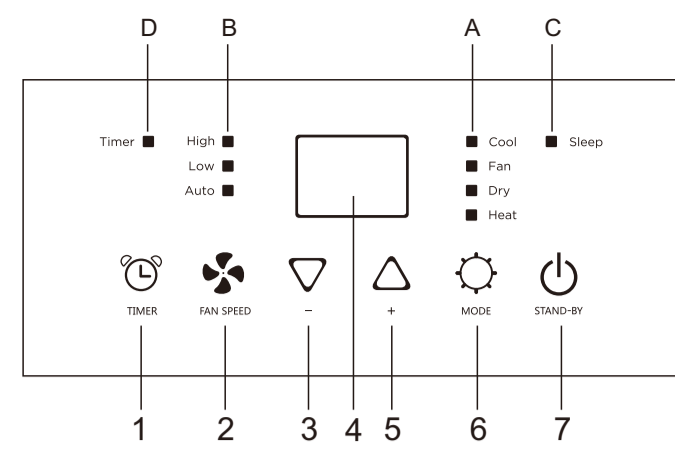 D B A C
Timer High Cool Sleep
Low Fan
Auto Dry
Heat
TIMER FAN SPEED − + MODE STAND-BY
1 2 3 4 5 6 7